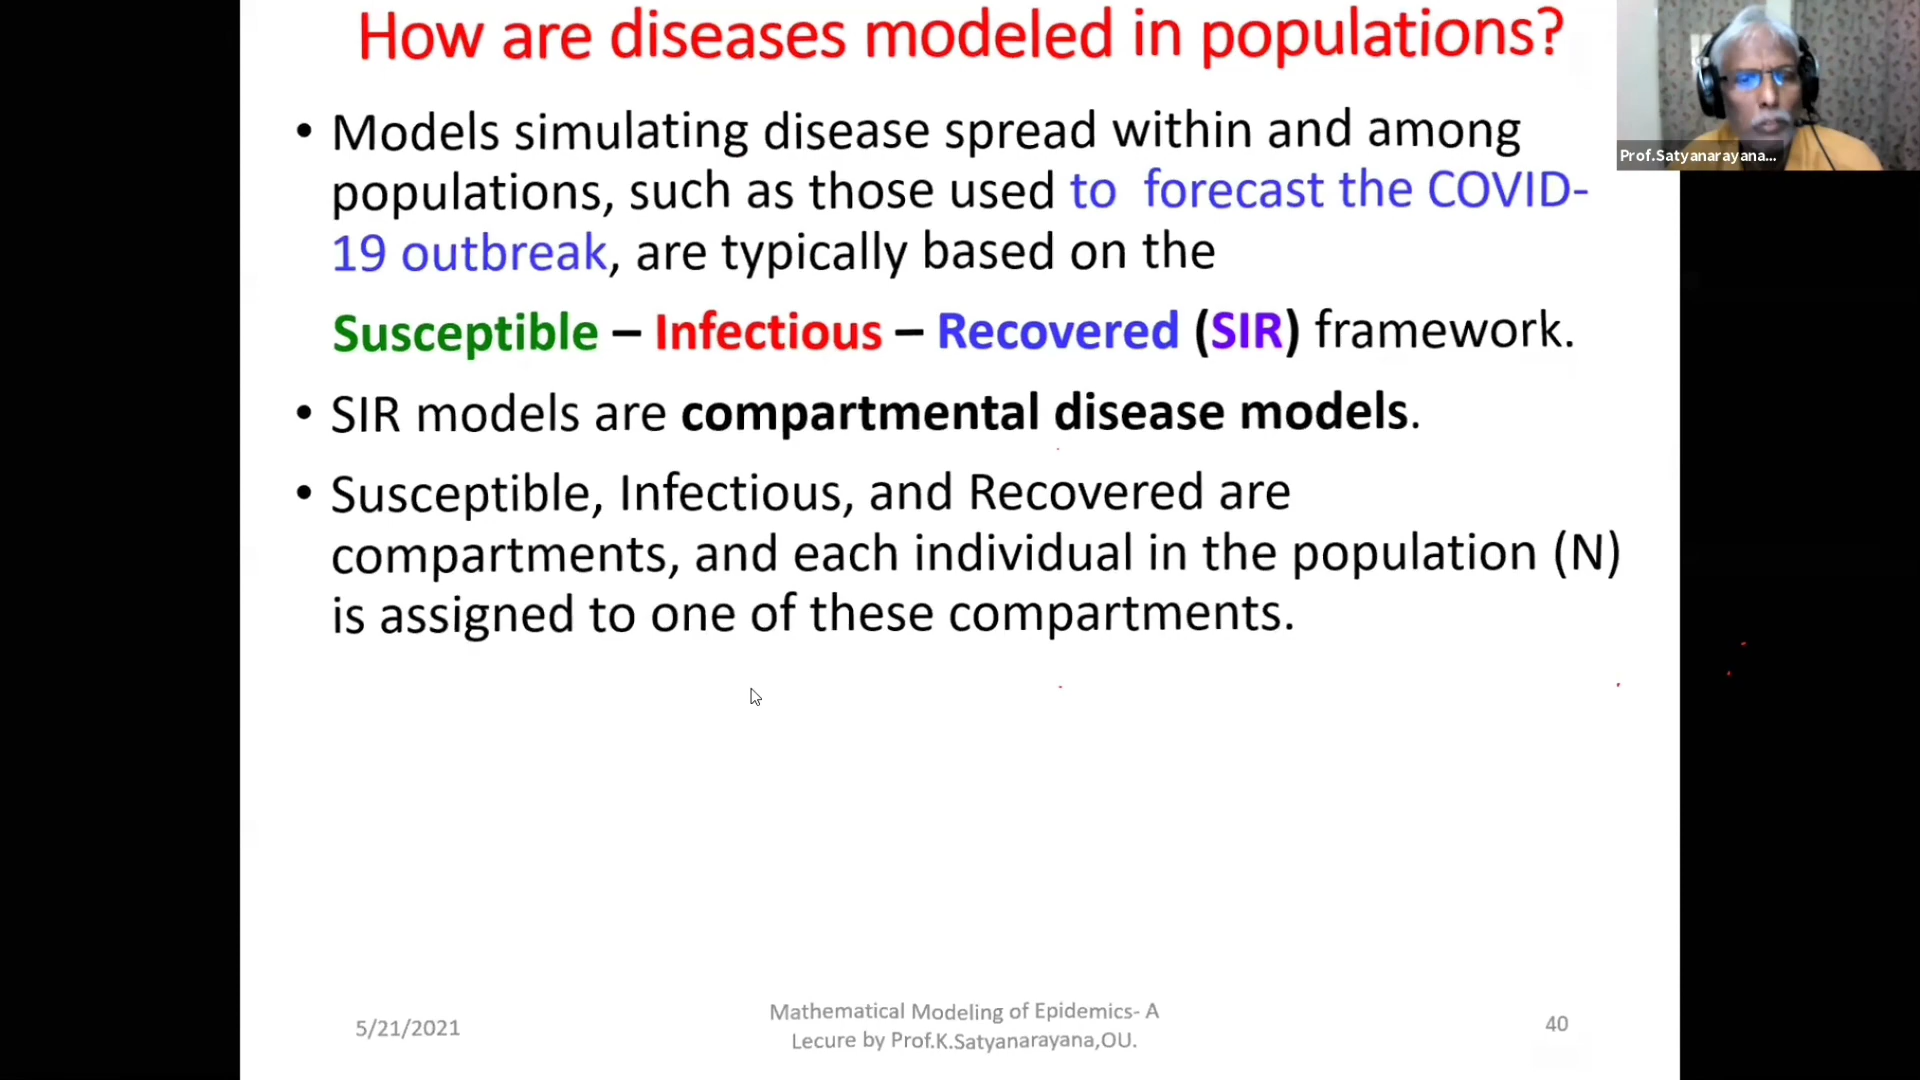 How are diseases modeled in populations?
• Models simulating disease spread within and among
populations, such as those used to forecast the COVID-
19 outbreak, are typically based on the
Susceptible – Infectious – Recovered (SIR) framework.
• SIR models are compartmental disease models.
• Susceptible, Infectious, and Recovered are
compartments, and each individual in the population (N)
is assigned to one of these compartments.
Prof.Satyanarayana...
5/21/2021
Mathematical Modeling of Epidemics- A
Lecure by Prof.K.Satyanarayana,OU.
40